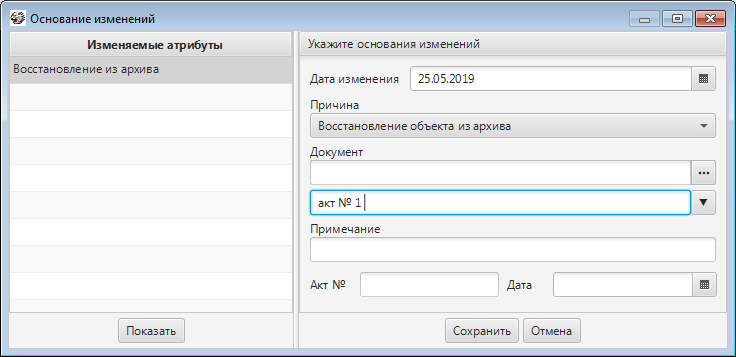 Основание изменений
Изменяемые атрибуты
Восстановление из архива
Показать
Укажите основания изменений
Дата изменения 25.05.2019
Причина
Восстановление объекта из архива
Документ
...
акт № 1
Примечание
Акт № Дата
Сохранить Отмена